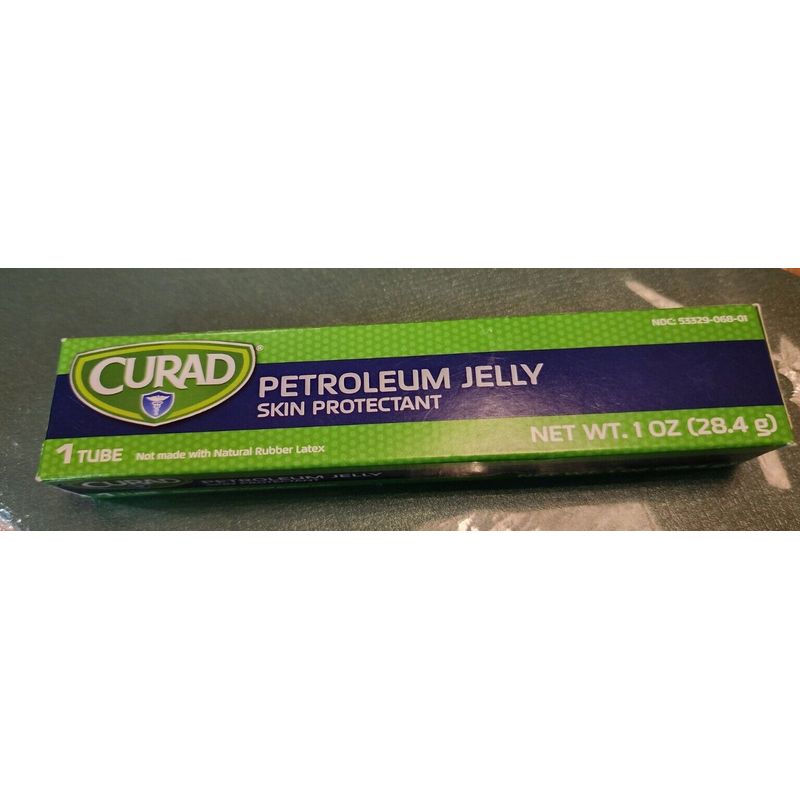 NDC: 53329-068-01
CURAD®
PETROLEUM JELLY
SKIN PROTECTANT
1 TUBE Not made with Natural Rubber Latex
NET WT. 1 OZ (28.4 g)
CURAD PETROLEUM JELLY